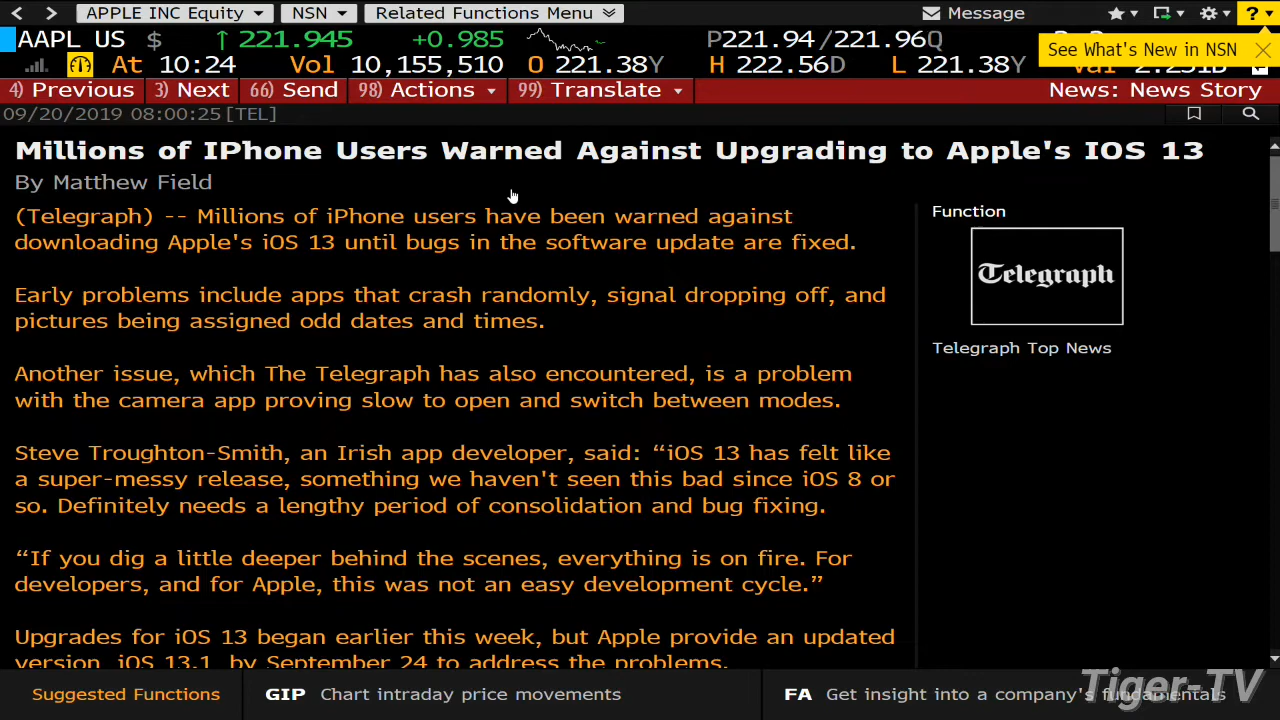 APPLE INC Equity NSN Related Functions Menu Message ?
AAPL US $ ↑ 221.945 +0.985 P221.94/221.96Q
At 10:24 Vol 10,155,510 O 221.38Y H 222.56D L 221.38Y Val 2.251B
See What's New in NSN
4) Previous 3) Next 66) Send 98) Actions 99) Translate News: News Story
09/20/2019 08:00:25 [TEL]
Millions of IPhone Users Warned Against Upgrading to Apple's IOS 13
By Matthew Field
(Telegraph) -- Millions of iPhone users have been warned against
downloading Apple's iOS 13 until bugs in the software update are fixed.
Early problems include apps that crash randomly, signal dropping off, and
pictures being assigned odd dates and times.
Another issue, which The Telegraph has also encountered, is a problem
with the camera app proving slow to open and switch between modes.
Steve Troughton-Smith, an Irish app developer, said: “iOS 13 has felt like
a super-messy release, something we haven't seen this bad since iOS 8 or
so. Definitely needs a lengthy period of consolidation and bug fixing.
“If you dig a little deeper behind the scenes, everything is on fire. For
developers, and for Apple, this was not an easy development cycle.”
Upgrades for iOS 13 began earlier this week, but Apple provide an updated
version, iOS 13.1, by September 24 to address the problems.
Function
Telegraph
Telegraph Top News
Suggested Functions GIP Chart intraday price movements FA Get insight into a company's fundamentals
Tiger-TV